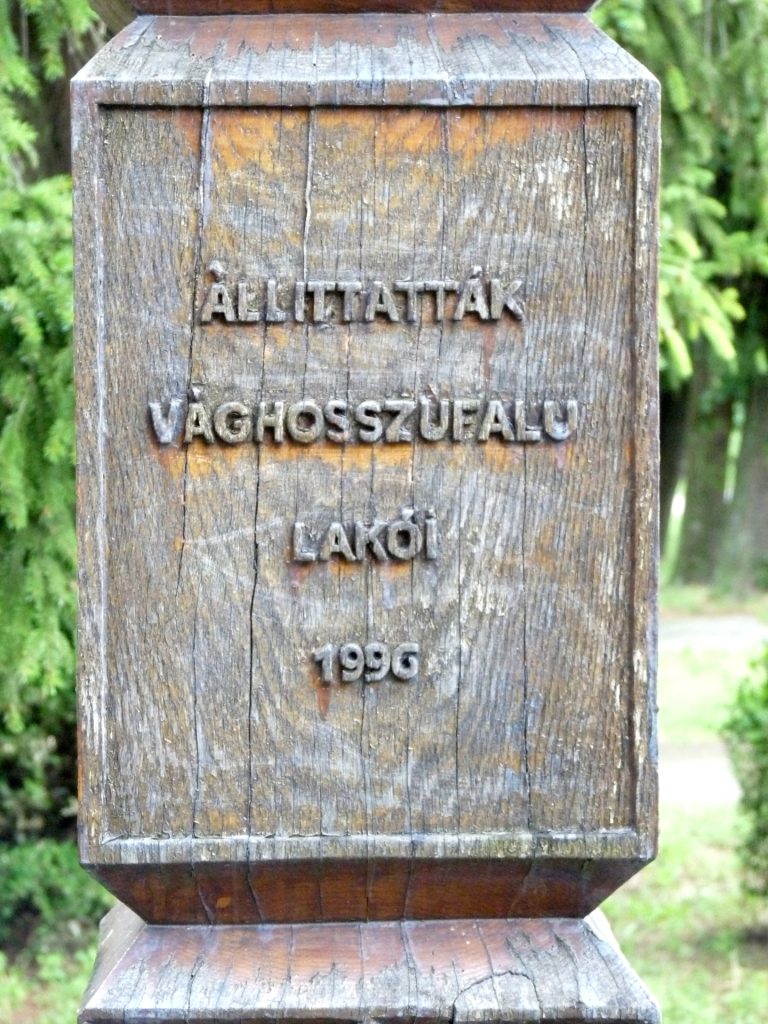 ÁLLITTATTÁK
VÁGHOSSZÚFALU
LAKÓI
1996